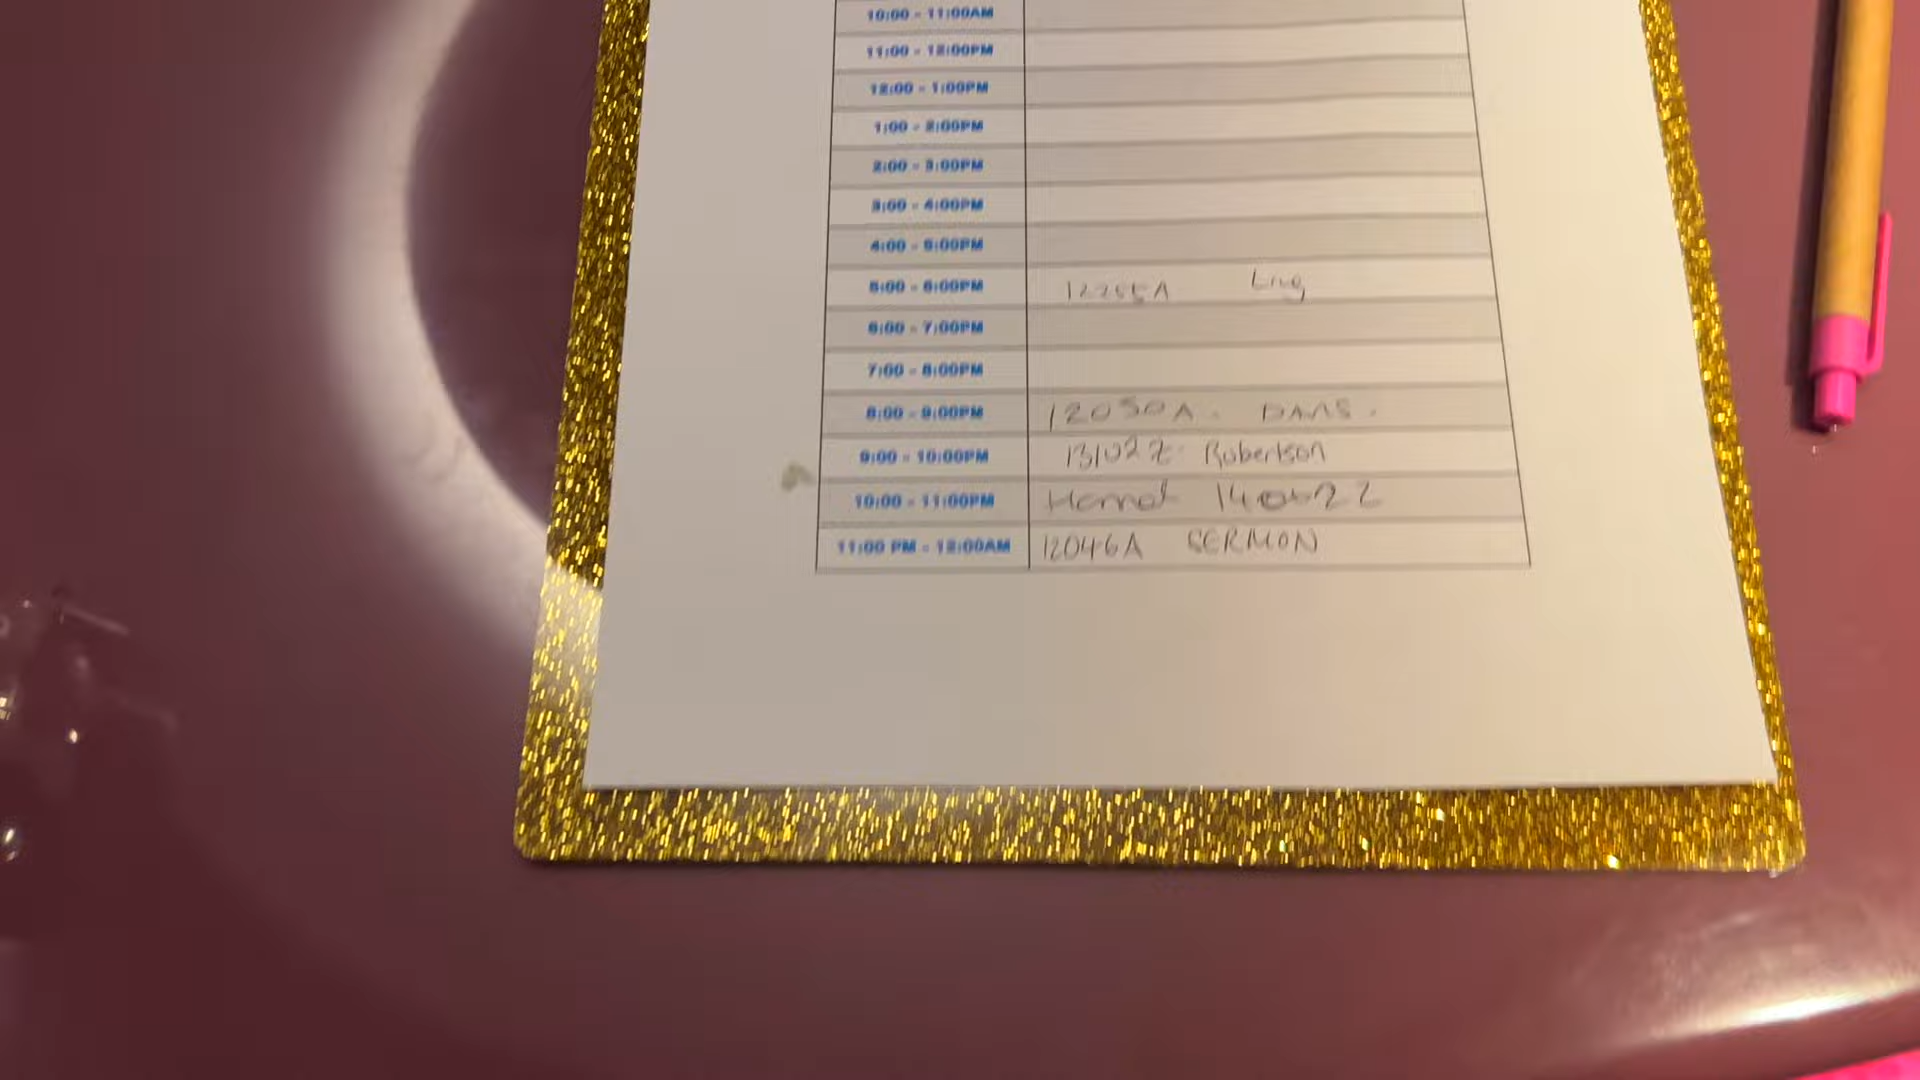 10:00 - 11:00AM
11:00 - 12:00PM
12:00 - 1:00PM
1:00 - 2:00PM
2:00 - 3:00PM
3:00 - 4:00PM
4:00 - 5:00PM
5:00 - 6:00PM
6:00 - 7:00PM
7:00 - 8:00PM
8:00 - 9:00PM 12050A. DAVIS.
9:00 - 10:00PM 13102Z Robertson
10:00 - 11:00PM
11:00 PM - 12:00AM 12046A SERMON